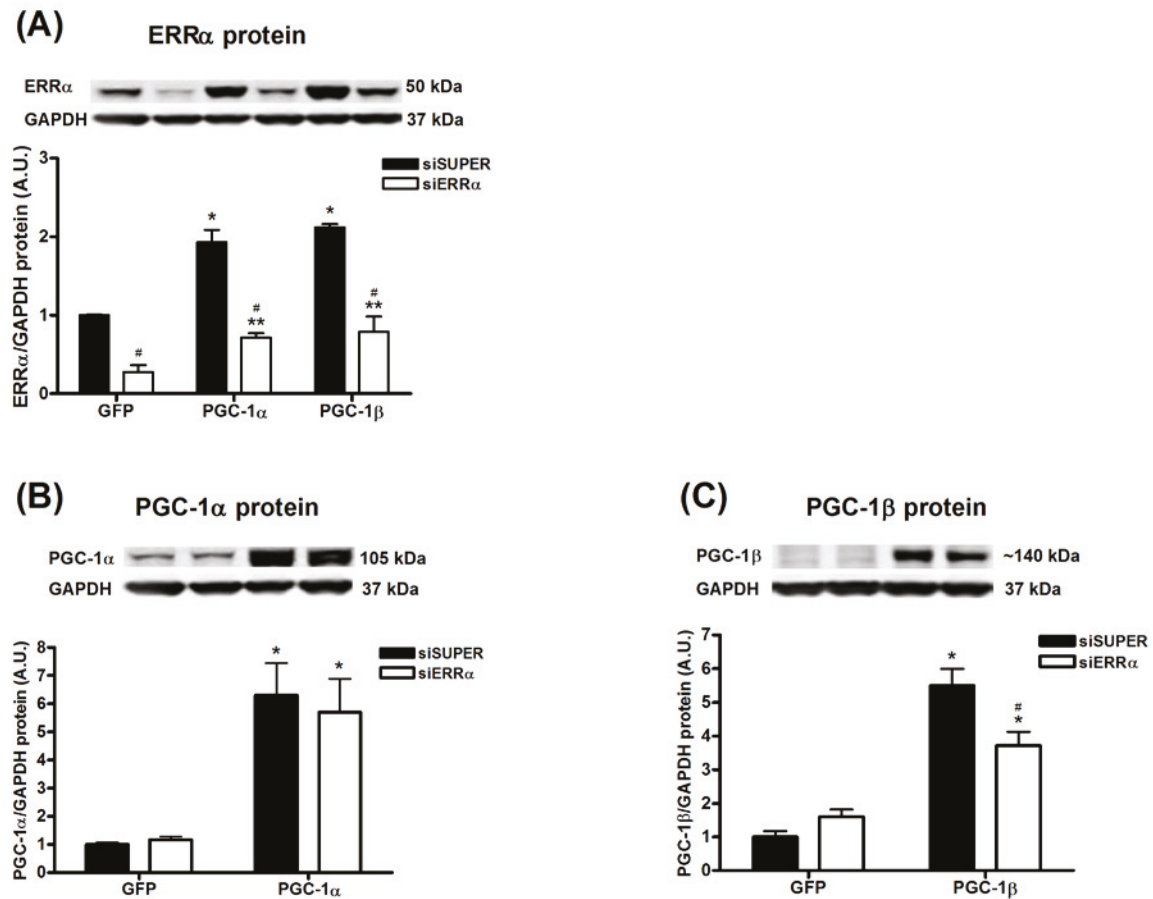 (A)
ERRα protein
ERRα
50 kDa
GAPDH
37 kDa
ERRα/GAPDH protein (A.U.)
3
2
1
0
siSUPER
siERRα
#
*
#
**
*
#
**
GFP
PGC-1α
PGC-1β
(B)
PGC-1α protein
PGC-1α
105 kDa
GAPDH
37 kDa
PGC-1α/GAPDH protein (A.U.)
8
7
6
5
4
3
2
1
0
siSUPER
siERRα
*
*
GFP
PGC-1α
(C)
PGC-1β protein
PGC-1β
~140 kDa
GAPDH
37 kDa
PGC-1β/GAPDH protein (A.U.)
7
6
5
4
3
2
1
0
siSUPER
siERRα
*
#
*
GFP
PGC-1β